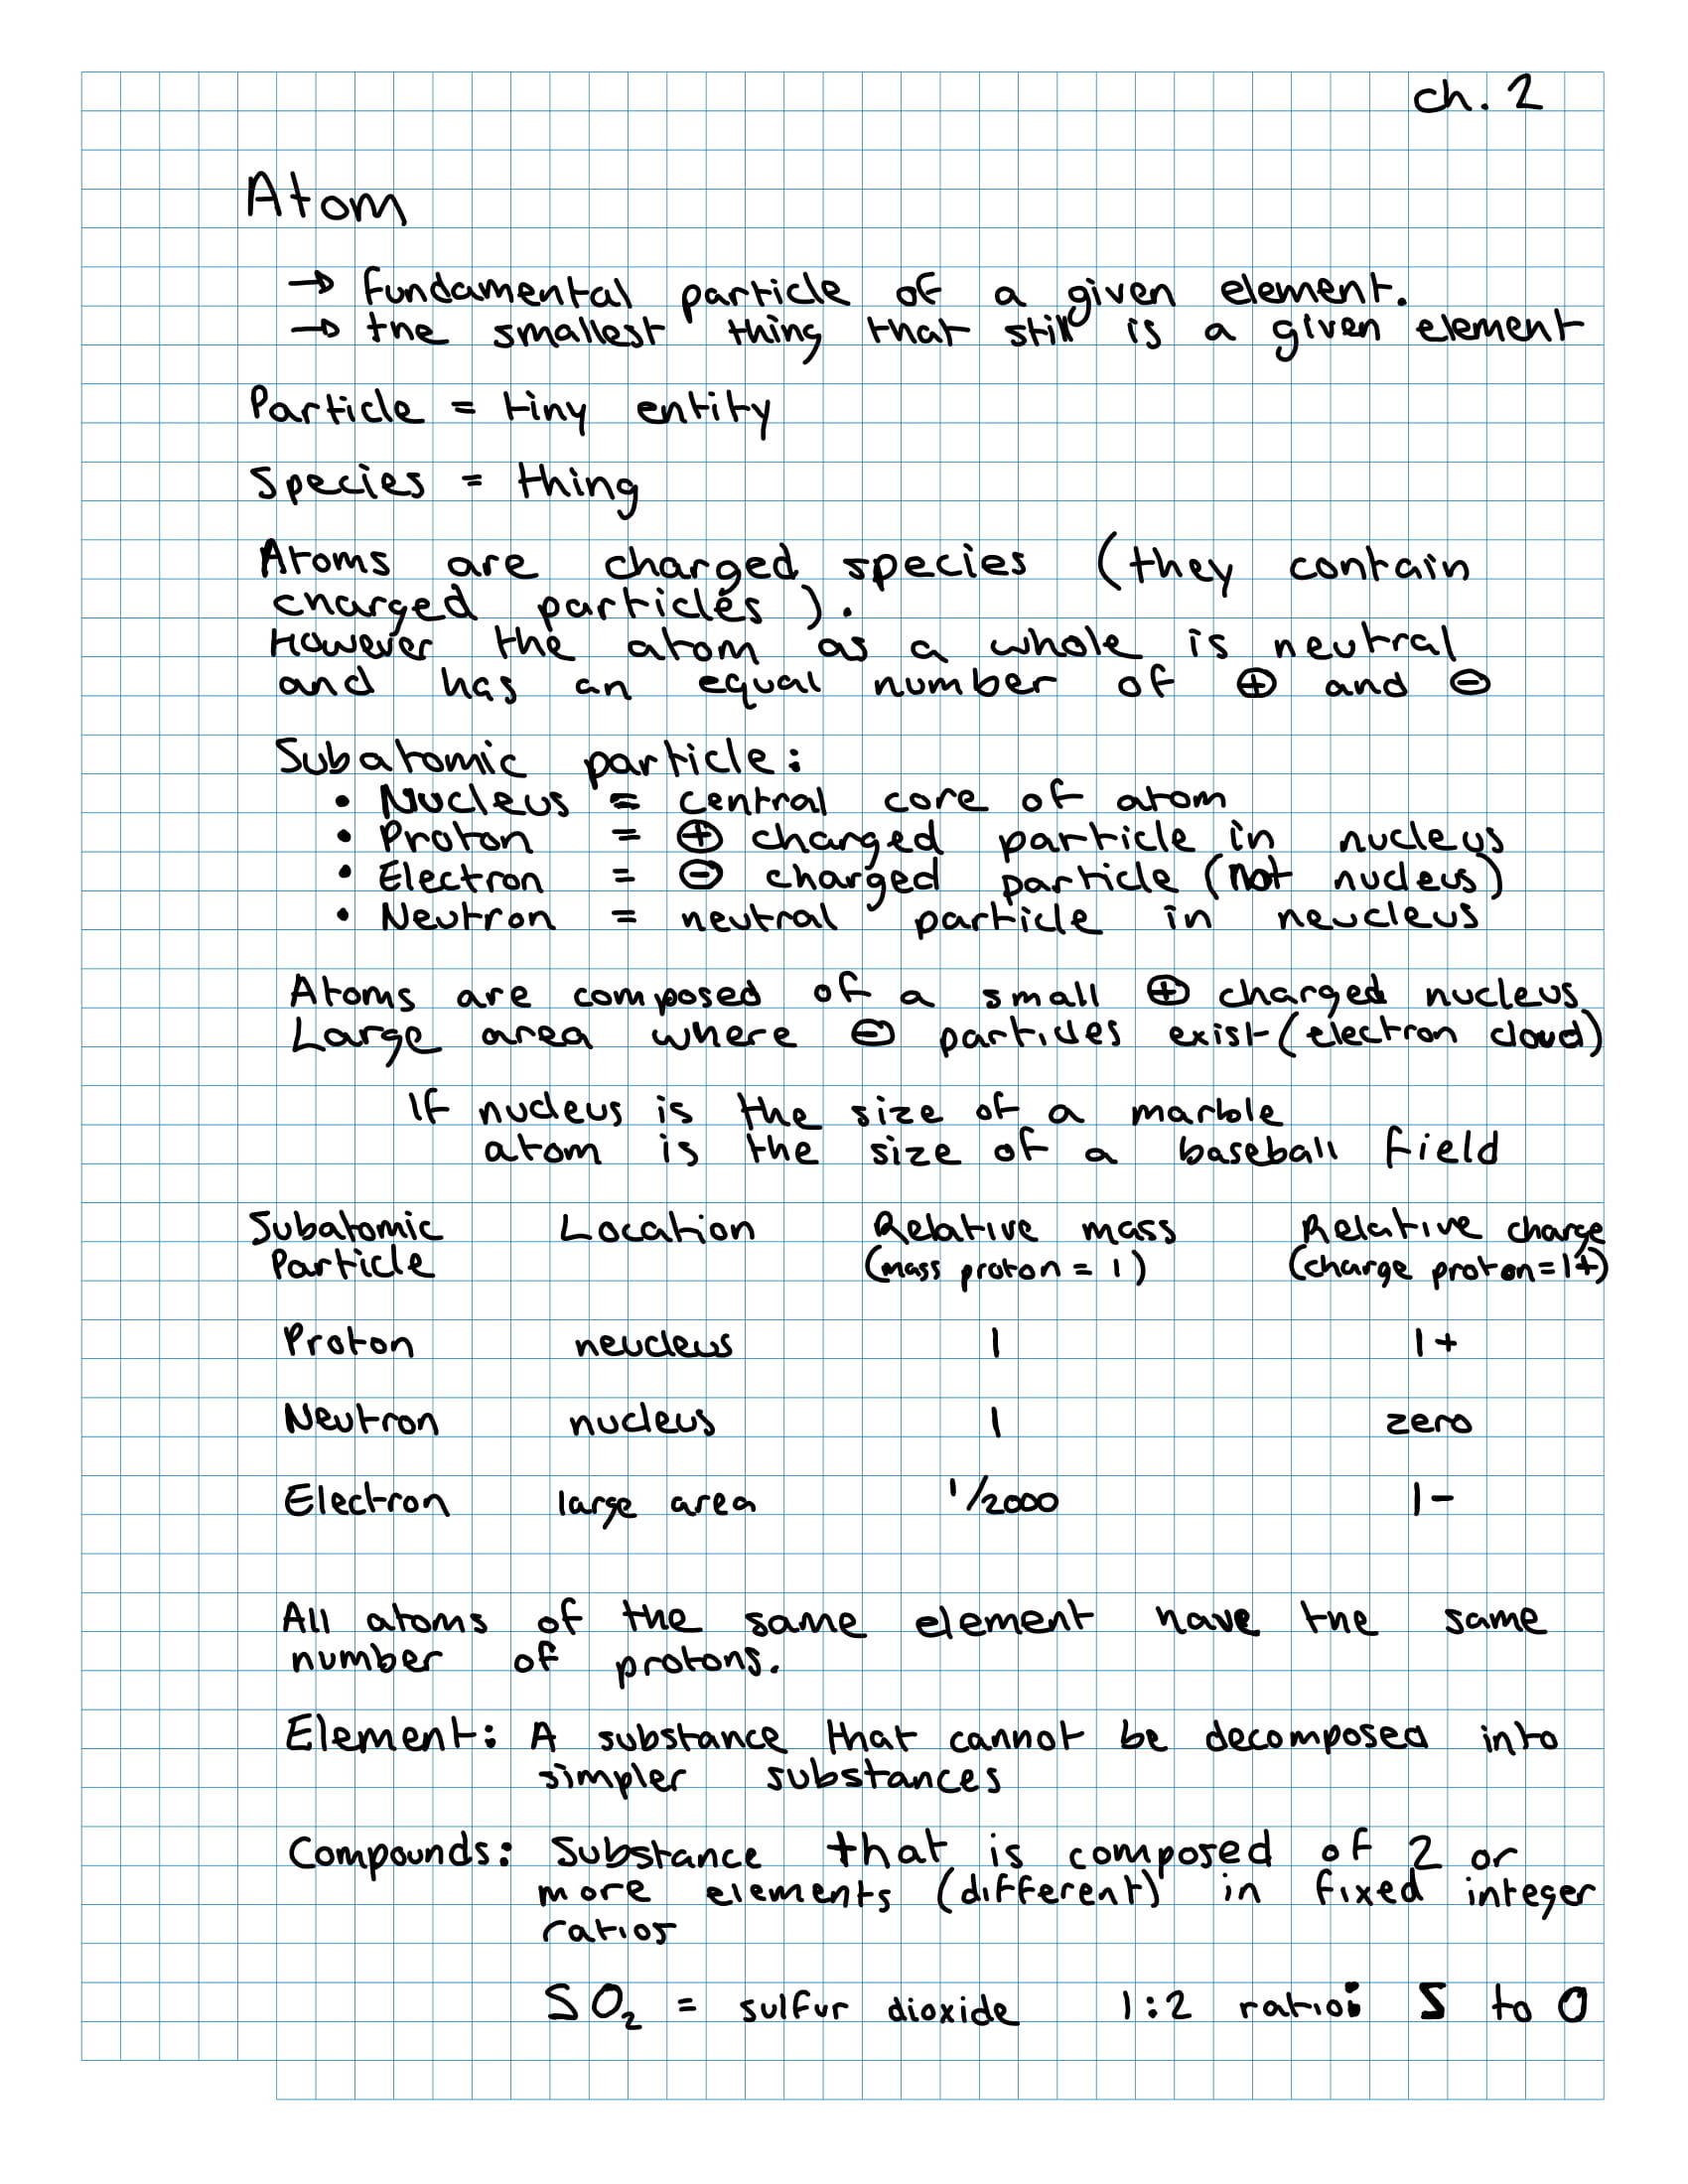 ch. 2
Atom
→ fundamental particle of a given element.
→ the smallest thing that still is a given element
Particle = tiny entity
Species = thing
Atoms are charged species (they contain
charged particles).
However the atom as a whole is neutral
and has an equal number of ⊕ and ⊖
Subatomic particle:
• Nucleus = central core of atom
• Proton = ⊕ charged particle in nucleus
• Electron = ⊖ charged particle (not nucleus)
• Neutron = neutral particle in neucleus
Atoms are composed of a small ⊕ charged nucleus
Large area where ⊖ particles exist (electron cloud)
If nucleus is the size of a marble
atom is the size of a baseball field
Subatomic Location Relative mass Relative charge
Particle (mass proton = 1) (charge proton = 1+)
Proton neucleus 1 1+
Neutron nucleus 1 zero
Electron large area 1/2000 1-
All atoms of the same element have the same
number of protons.
Element: A substance that cannot be decomposed into
simpler substances
Compounds: Substance that is composed of 2 or
more elements (different) in fixed integer
ratios
SO₂ = sulfur dioxide 1:2 ratio: S to O